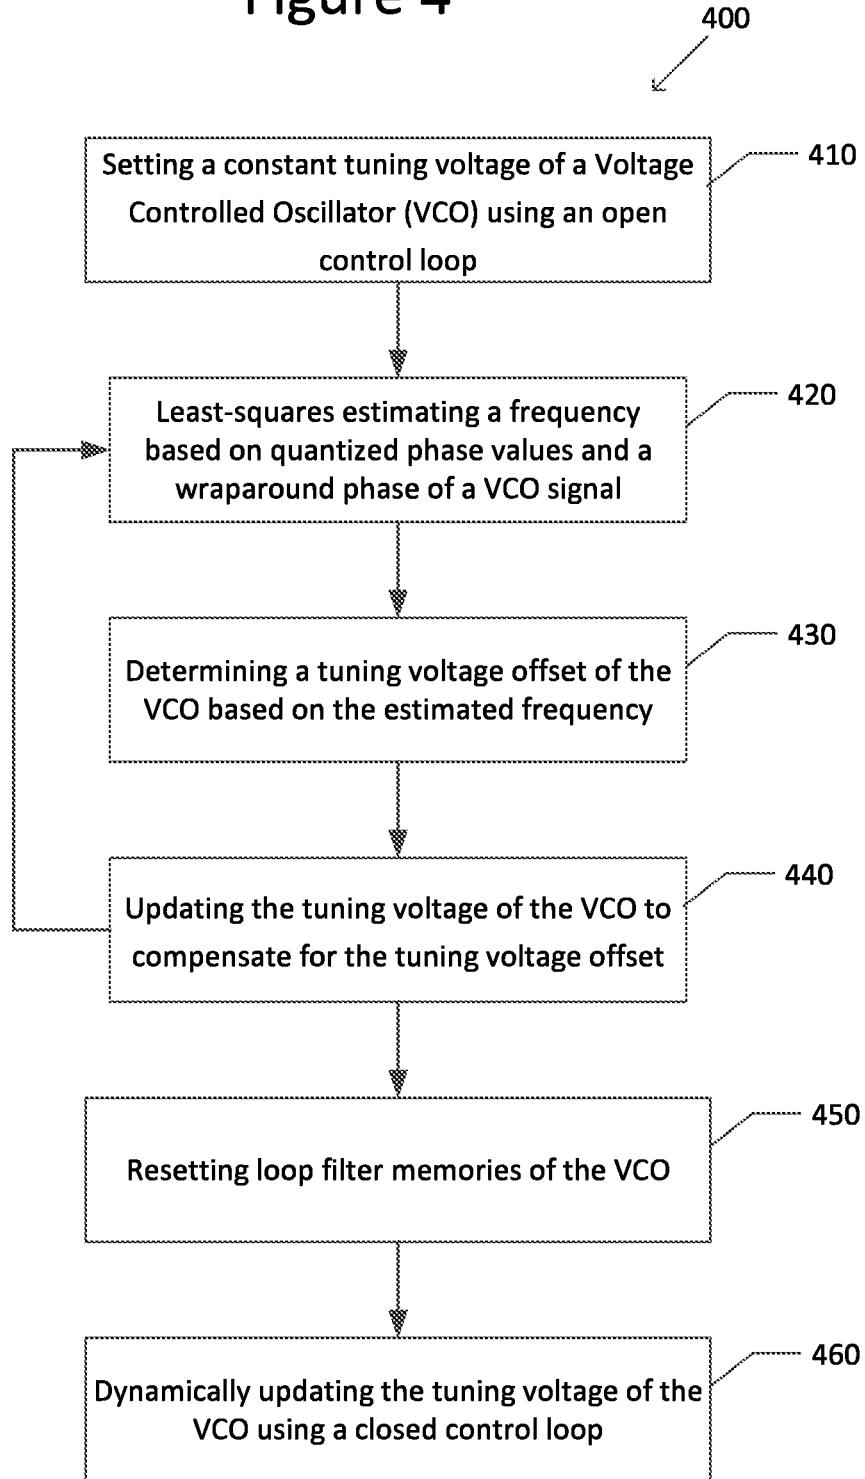 Figure 4
400
Setting a constant tuning voltage of a Voltage
Controlled Oscillator (VCO) using an open
control loop
410
Least-squares estimating a frequency
based on quantized phase values and a
wraparound phase of a VCO signal
420
Determining a tuning voltage offset of the
VCO based on the estimated frequency
430
Updating the tuning voltage of the VCO to
compensate for the tuning voltage offset
440
Resetting loop filter memories of the VCO
450
Dynamically updating the tuning voltage of the
VCO using a closed control loop
460